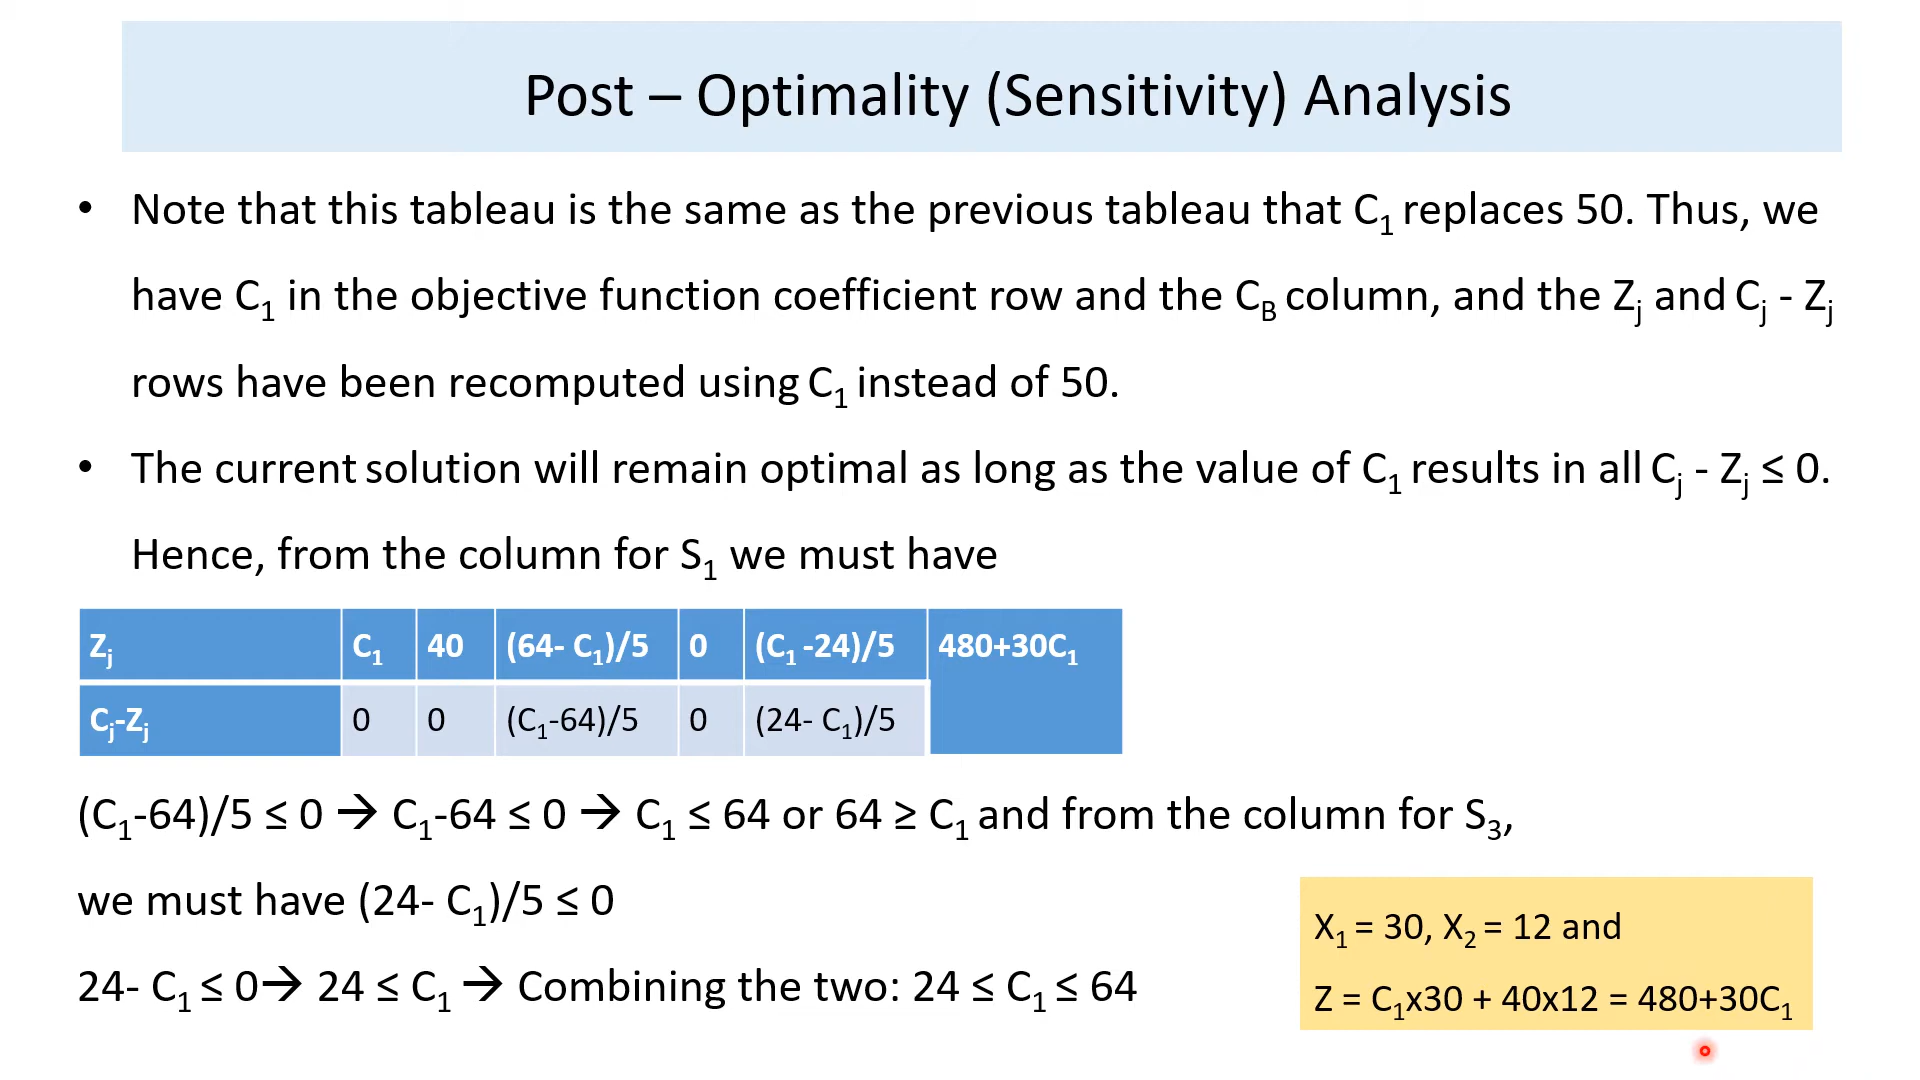 Post – Optimality (Sensitivity) Analysis
• Note that this tableau is the same as the previous tableau that C₁ replaces 50. Thus, we
have C₁ in the objective function coefficient row and the C_B column, and the Zⱼ and Cⱼ - Zⱼ
rows have been recomputed using C₁ instead of 50.
• The current solution will remain optimal as long as the value of C₁ results in all Cⱼ - Zⱼ ≤ 0.
Hence, from the column for S₁ we must have
Zⱼ C₁ 40 (64- C₁)/5 0 (C₁ -24)/5 480+30C₁
Cⱼ-Zⱼ 0 0 (C₁-64)/5 0 (24- C₁)/5
(C₁-64)/5 ≤ 0 → C₁-64 ≤ 0 → C₁ ≤ 64 or 64 ≥ C₁ and from the column for S₃,
we must have (24- C₁)/5 ≤ 0
24- C₁ ≤ 0→ 24 ≤ C₁ → Combining the two: 24 ≤ C₁ ≤ 64
X₁ = 30, X₂ = 12 and
Z = C₁x30 + 40x12 = 480+30C₁